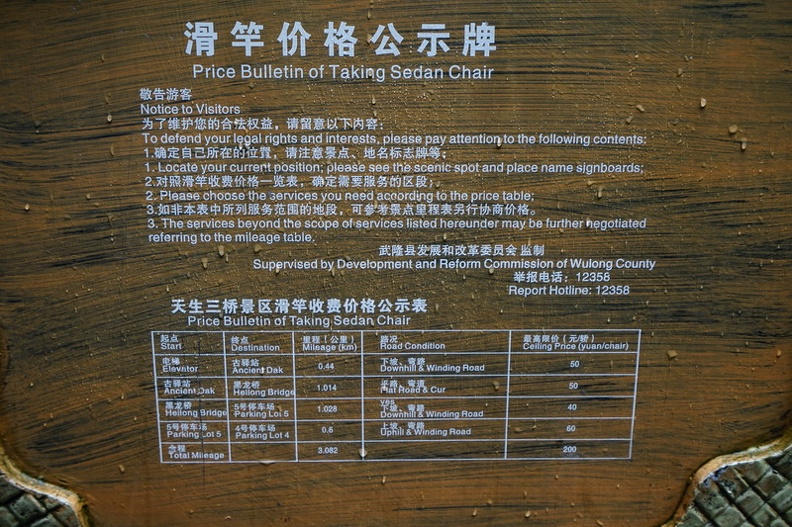 滑竿价格公示牌
Price Bulletin of Taking Sedan Chair
敬告游客
Notice to Visitors
为了维护您的合法权益，请留意以下内容：
To defend your legal rights and interests, please pay attention to the following contents:
1.确定自己所在的位置，请注意景点、地名标志牌等；
1. Locate your current position; please see the scenic spot and place name signboards;
2.对照滑竿收费价格一览表，确定需要服务的区段；
2. Please choose the services you need according to the price table;
3.如非本表中所列服务范围的地段，可参考景点里程表另行协商价格。
3. The services beyond the scope of services listed hereunder may be further negotiated
referring to the mileage table.
武隆县发展和改革委员会 监制
Supervised by Development and Reform Commission of Wulong County
举报电话：12358
Report Hotline: 12358
天生三桥景区滑竿收费价格公示表
Price Bulletin of Taking Sedan Chair
起点 终点 里程（公里） 路况 最高限价（元/轿）
Start Destination Mileage (km) Road Condition Ceiling Price (yuan/chair)
电梯 古驿站 0.44 下坡、弯路 50
Elevator Ancient Oak Downhill & Winding Road
古驿站 黑龙桥 1.014 平路、弯道 50
Ancient Oak Heilong Bridge Flat Road & Cur
ves
黑龙桥 5号停车场 1.028 下坡、弯路 40
Heilong Bridge Parking Lot 5 Downhill & Winding Road
5号停车场 4号停车场 0.6 上坡、弯路 60
Parking Lot 5 Parking Lot 4 Uphill & Winding Road
全程 3.082 200
Total Mileage